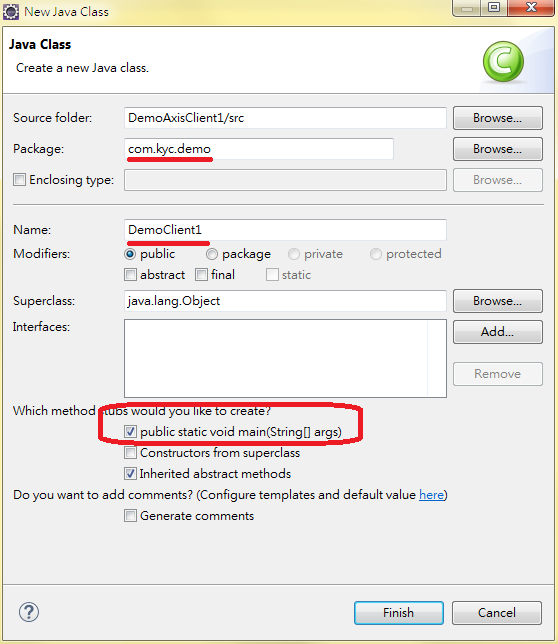 New Java Class
Java Class
Create a new Java class.
C
Source folder: DemoAxisClient1/src Browse...
Package: com.kyc.demo Browse...
Enclosing type: Browse...
Name: DemoClient1
Modifiers: public package private protected
abstract final static
Superclass: java.lang.Object Browse...
Interfaces: Add...
Remove
Which method stubs would you like to create?
public static void main(String[] args)
Constructors from superclass
Inherited abstract methods
Do you want to add comments? (Configure templates and default value here)
Generate comments
? Finish Cancel